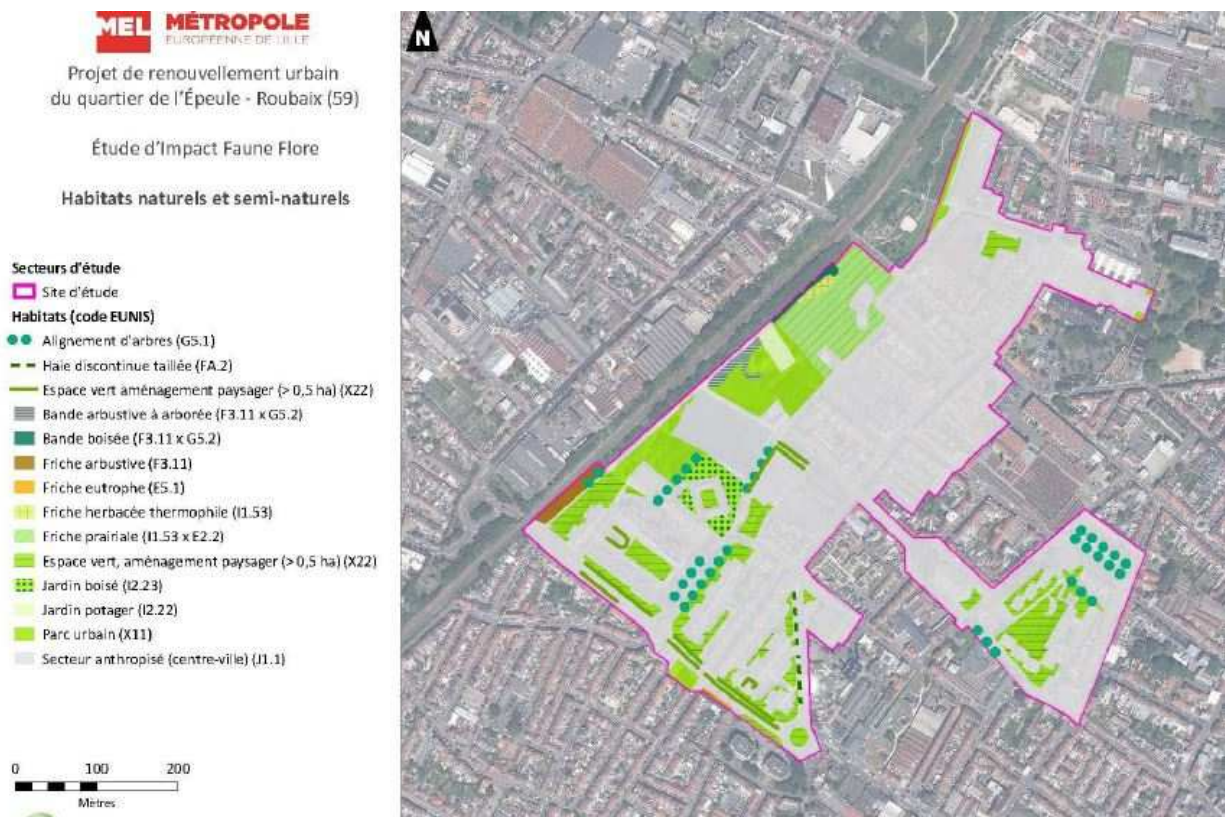 MEL MÉTROPOLE
EUROPÉENNE DE LILLE
Projet de renouvellement urbain
du quartier de l'Épeule - Roubaix (59)
Étude d'Impact Faune Flore
Habitats naturels et semi-naturels
Secteurs d'étude
Site d'étude
Habitats (code EUNIS)
Alignement d'arbres (G5.1)
Haie discontinue taillée (FA.2)
Espace vert aménagement paysager (> 0,5 ha) (X22)
Bande arbustive à arborée (F3.11 x G5.2)
Bande boisée (F3.11 x G5.2)
Friche arbustive (F3.11)
Friche eutrophe (E5.1)
Friche herbacée thermophile (I1.53)
Friche prairiale (I1.53 x E2.2)
Espace vert, aménagement paysager (> 0,5 ha) (X22)
Jardin boisé (I2.23)
Jardin potager (I2.22)
Parc urbain (X11)
Secteur anthropisé (centre-ville) (J1.1)
0 100 200
Mètres
N